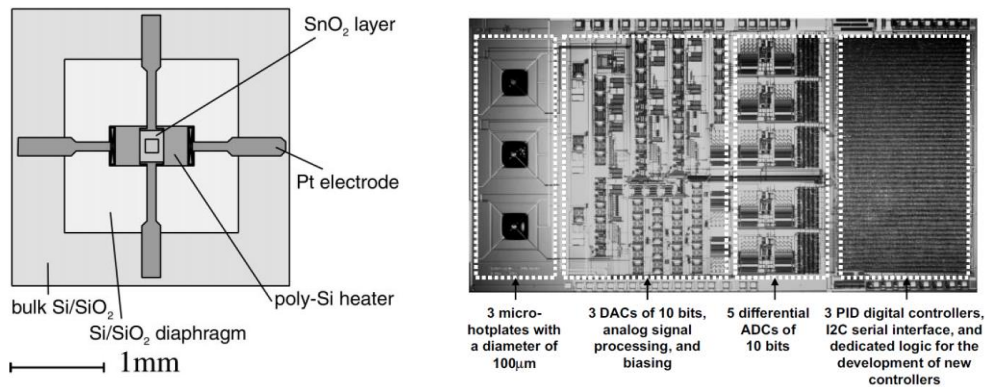 SnO₂ layer
Pt electrode
poly-Si heater
bulk Si/SiO₂
Si/SiO₂ diaphragm
1mm
3 micro-
hotplates with
a diameter of
100μm
3 DACs of 10 bits,
analog signal
processing, and
biasing
5 differential
ADCs of
10 bits
3 PID digital controllers,
I2C serial interface, and
dedicated logic for the
development of new
controllers